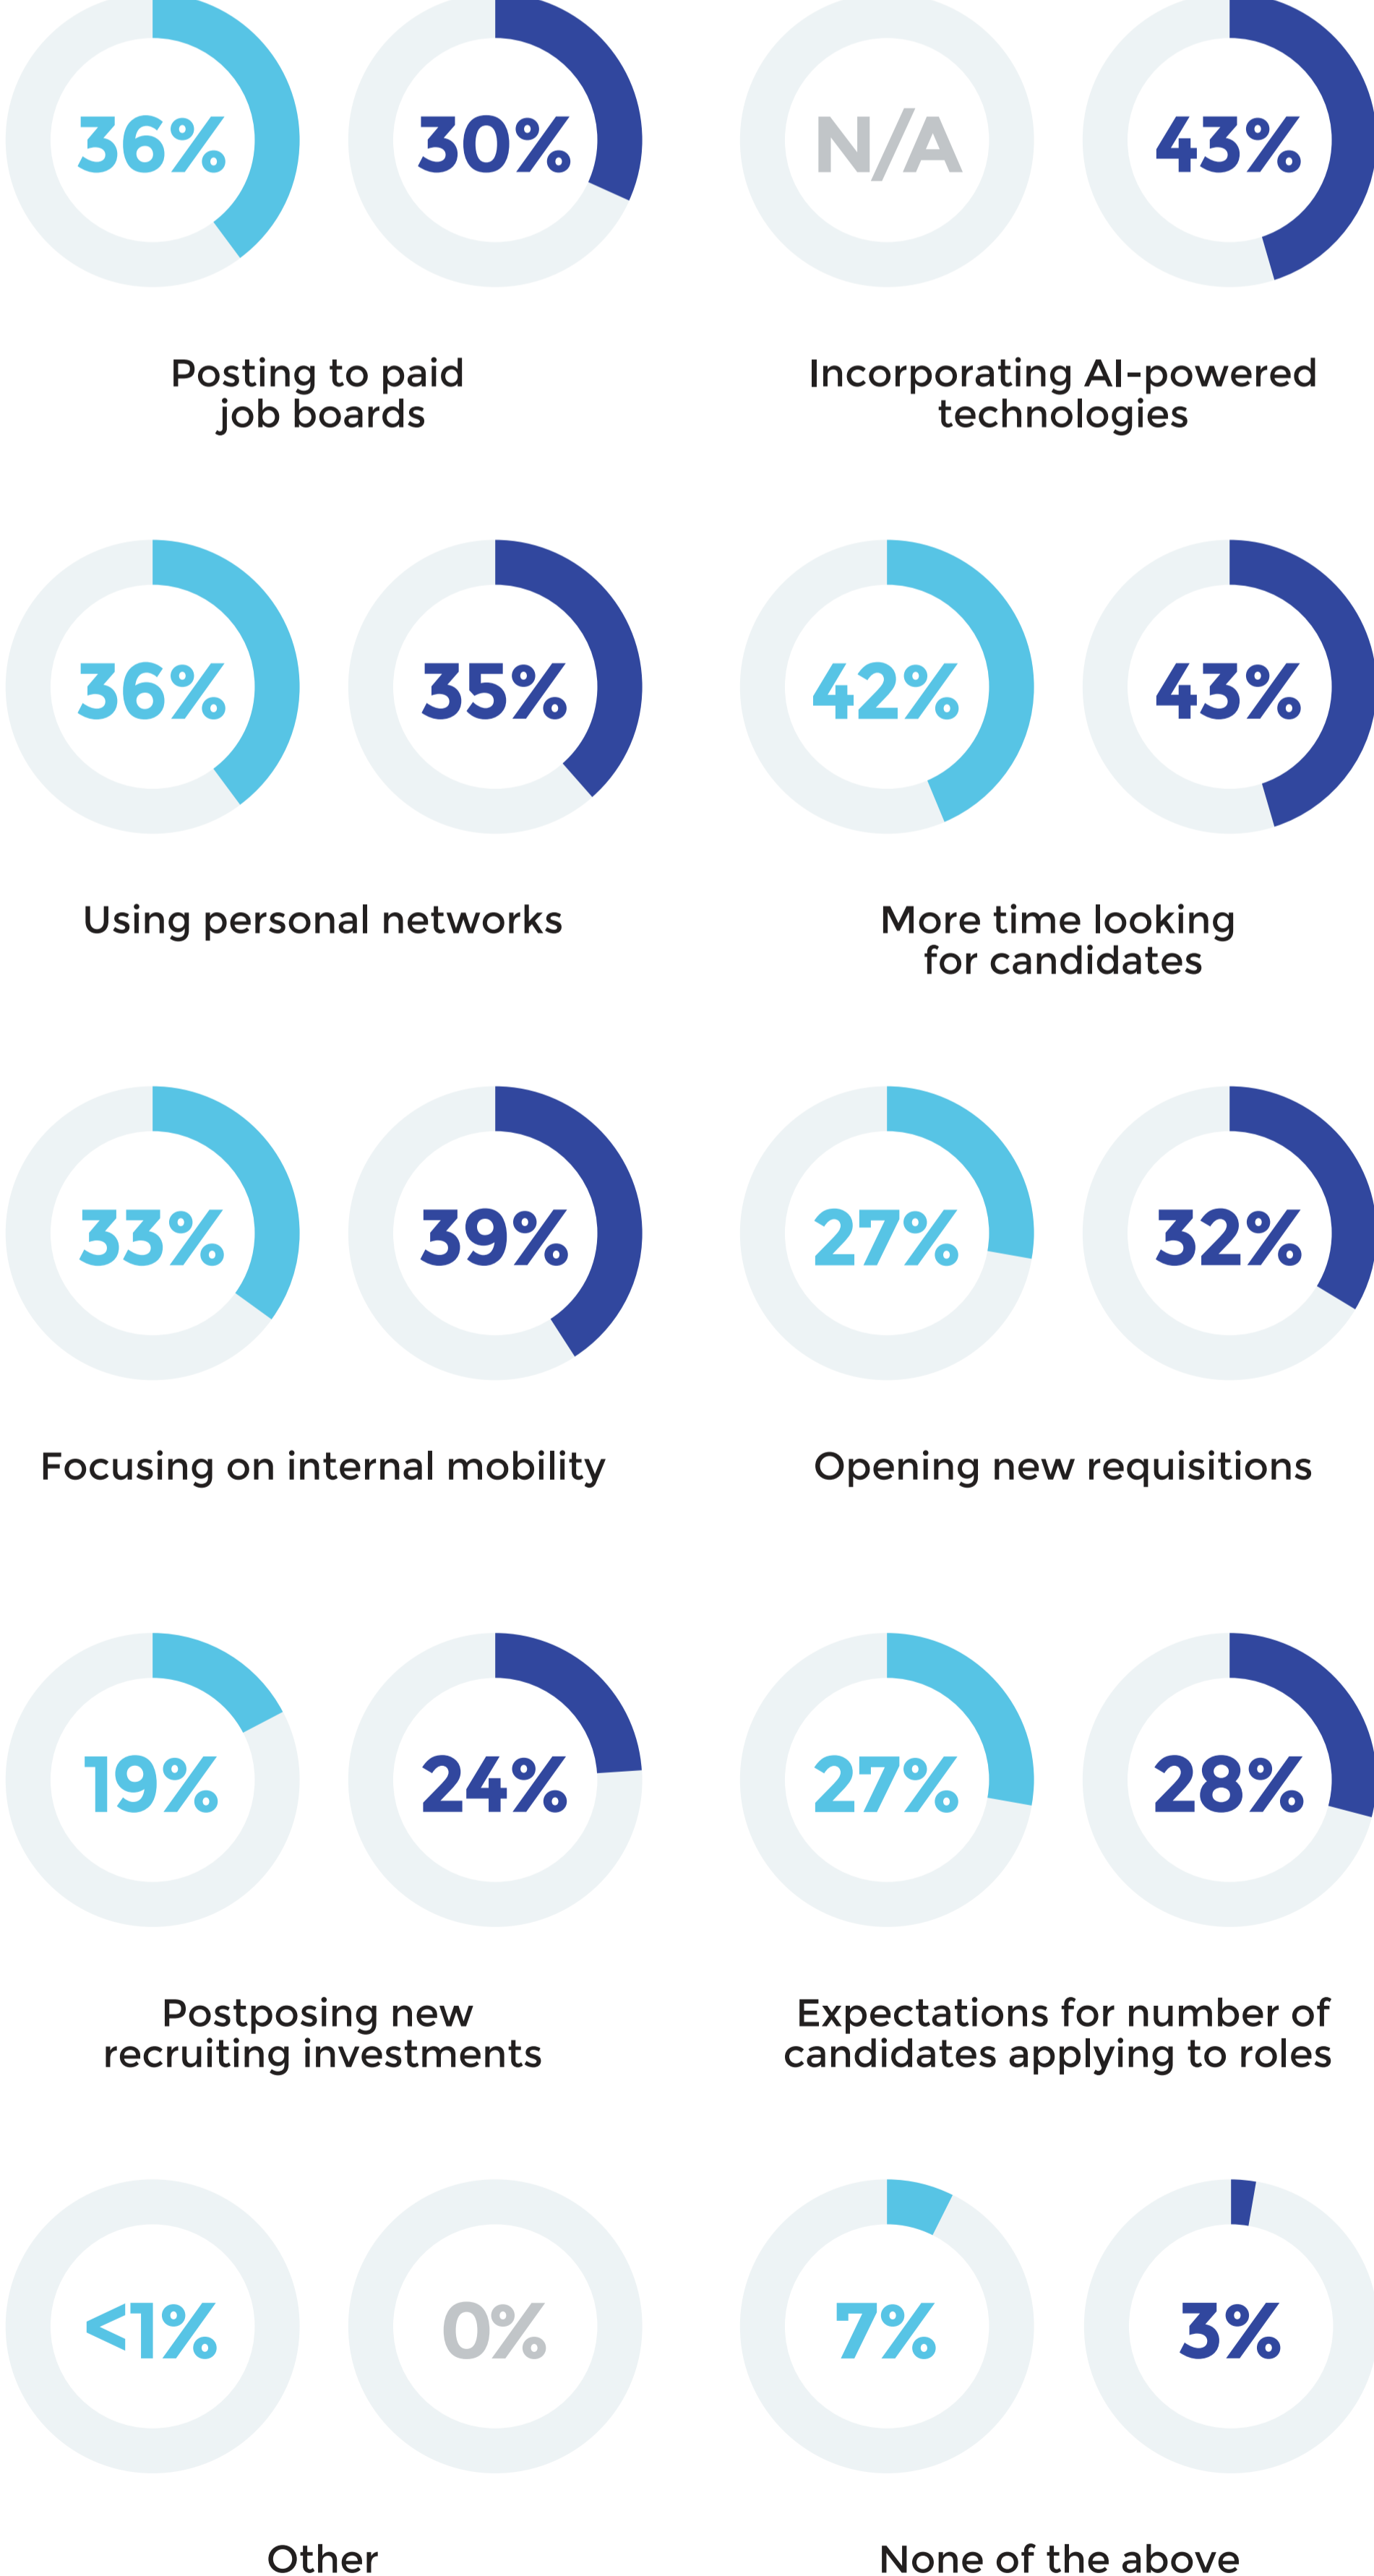 36%
30%
N/A
43%
Posting to paid
job boards
Incorporating AI-powered
technologies
36%
35%
42%
43%
Using personal networks
More time looking
for candidates
33%
39%
27%
32%
Focusing on internal mobility
Opening new requisitions
19%
24%
27%
28%
Postposing new
recruiting investments
Expectations for number of
candidates applying to roles
<1%
0%
7%
3%
Other
None of the above